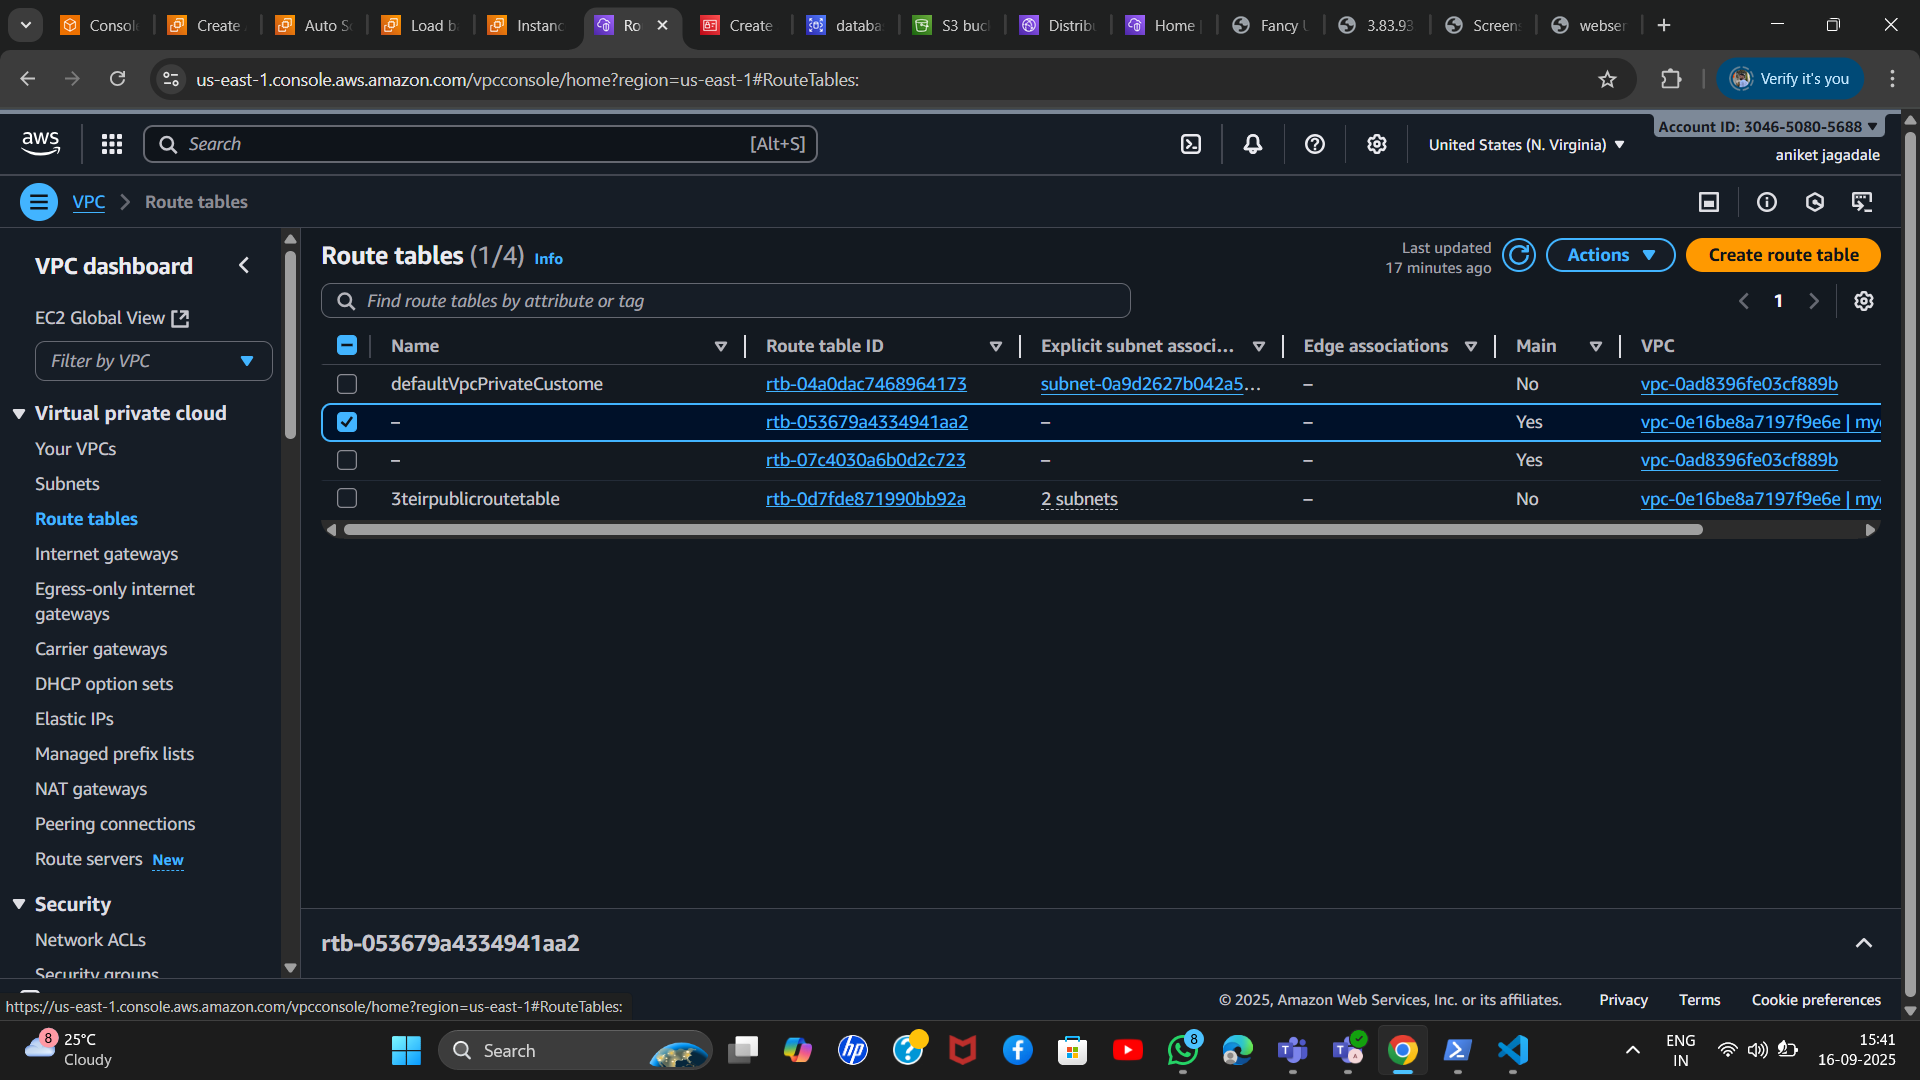 Consol
Create
Auto S
Load b
Instanc
Ro
Create
databa
S3 buc
Distrib
Home
Fancy
3.83.93
Screen
webser
us-east-1.console.aws.amazon.com/vpcconsole/home?region=us-east-1#RouteTables:
Verify it's you
aws
Search
[Alt+S]
United States (N. Virginia)
Account ID: 3046-5080-5688
aniket jagadale
VPC
Route tables
VPC dashboard
EC2 Global View
Filter by VPC
Virtual private cloud
Your VPCs
Subnets
Route tables
Internet gateways
Egress-only internet
gateways
Carrier gateways
DHCP option sets
Elastic IPs
Managed prefix lists
NAT gateways
Peering connections
Route servers New
Security
Network ACLs
Security groups
Route tables (1/4) Info
Last updated
17 minutes ago
Actions
Create route table
Find route tables by attribute or tag
1
Name Route table ID Explicit subnet associ... Edge associations Main VPC
defaultVpcPrivateCustome rtb-04a0dac7468964173 subnet-0a9d2627b042a5... – No vpc-0ad8396fe03cf889b
– rtb-053679a4334941aa2 – – Yes vpc-0e16be8a7197f9e6e | my
– rtb-07c4030a6b0d2c723 – – Yes vpc-0ad8396fe03cf889b
3teirpublicroutetable rtb-0d7fde871990bb92a 2 subnets – No vpc-0e16be8a7197f9e6e | my
rtb-053679a4334941aa2
https://us-east-1.console.aws.amazon.com/vpcconsole/home?region=us-east-1#RouteTables:
© 2025, Amazon Web Services, Inc. or its affiliates. Privacy Terms Cookie preferences
8
25°C
Cloudy
Search
hp
8
ENG
IN
15:41
16-09-2025